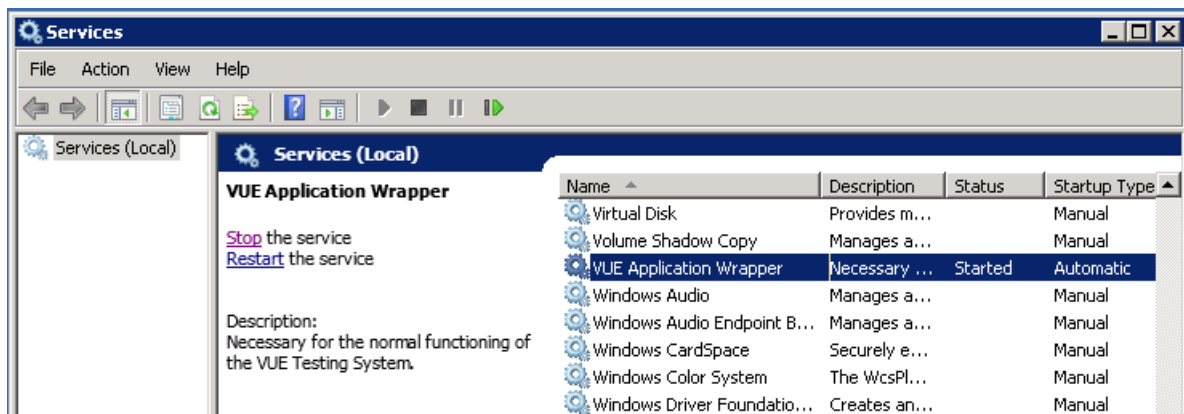 Services
File Action View Help
Services (Local)
Services (Local)
VUE Application Wrapper
Stop the service
Restart the service
Description:
Necessary for the normal functioning of
the VUE Testing System.
Name Description Status Startup Type
Virtual Disk Provides m... Manual
Volume Shadow Copy Manages a... Manual
VUE Application Wrapper Necessary ... Started Automatic
Windows Audio Manages a... Manual
Windows Audio Endpoint B... Manages a... Manual
Windows CardSpace Securely e... Manual
Windows Color System The WcsPl... Manual
Windows Driver Foundatio... Creates an... Manual